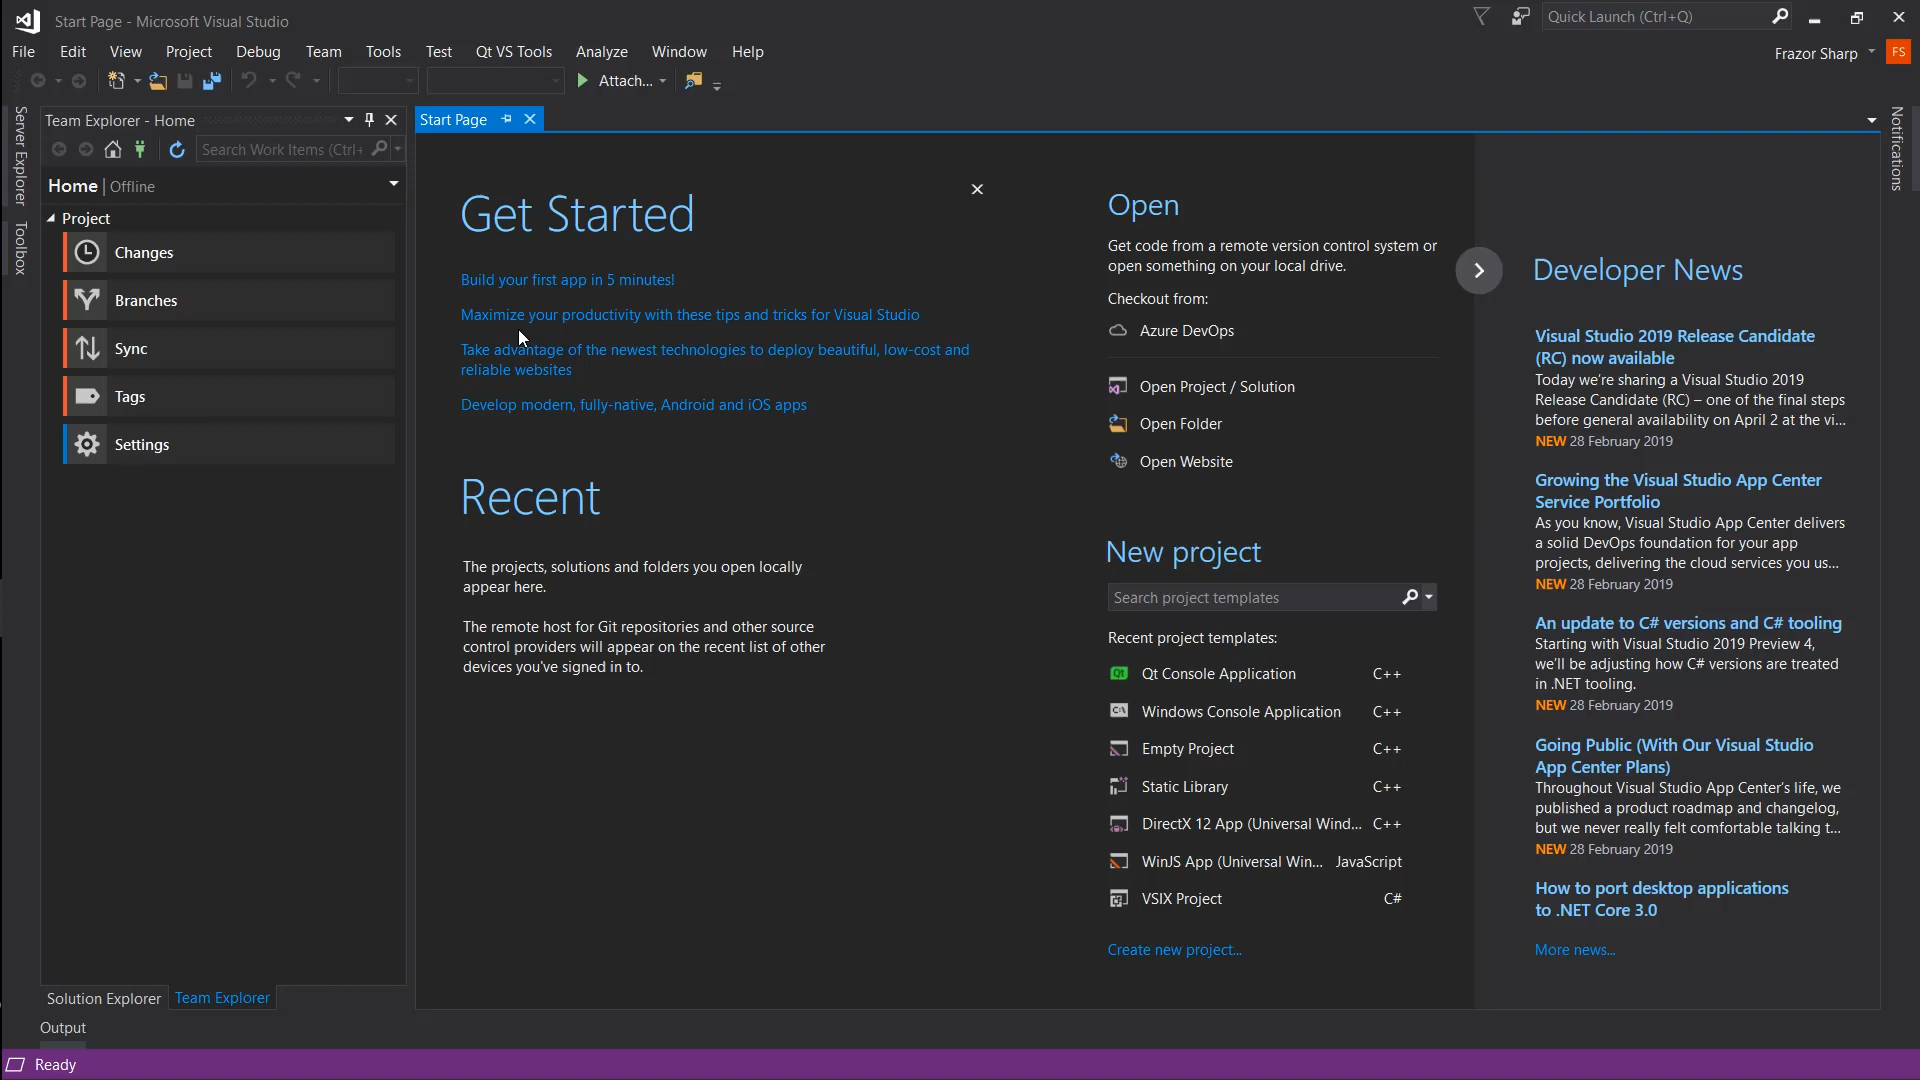 Start Page - Microsoft Visual Studio
Quick Launch (Ctrl+Q)
File Edit View Project Debug Team Tools Test Qt VS Tools Analyze Window Help
Frazor Sharp FS
Attach...
Server Explorer
Toolbox
Team Explorer - Home
Search Work Items (Ctrl+
Home | Offline
Project
Changes
Branches
Sync
Tags
Settings
Solution Explorer Team Explorer
Output
Start Page
Get Started
Build your first app in 5 minutes!
Maximize your productivity with these tips and tricks for Visual Studio
Take advantage of the newest technologies to deploy beautiful, low-cost and
reliable websites
Develop modern, fully-native, Android and iOS apps
Recent
The projects, solutions and folders you open locally
appear here.
The remote host for Git repositories and other source
control providers will appear on the recent list of other
devices you've signed in to.
Open
Get code from a remote version control system or
open something on your local drive.
Checkout from:
Azure DevOps
Open Project / Solution
Open Folder
Open Website
New project
Search project templates
Recent project templates:
Qt Console Application C++
Windows Console Application C++
Empty Project C++
Static Library C++
DirectX 12 App (Universal Wind... C++
WinJS App (Universal Win... JavaScript
VSIX Project C#
Create new project...
Developer News
Visual Studio 2019 Release Candidate
(RC) now available
Today we're sharing a Visual Studio 2019
Release Candidate (RC) – one of the final steps
before general availability on April 2 at the vi...
NEW 28 February 2019
Growing the Visual Studio App Center
Service Portfolio
As you know, Visual Studio App Center delivers
a solid DevOps foundation for your app
projects, delivering the cloud services you us...
NEW 28 February 2019
An update to C# versions and C# tooling
Starting with Visual Studio 2019 Preview 4,
we'll be adjusting how C# versions are treated
in .NET tooling.
NEW 28 February 2019
Going Public (With Our Visual Studio
App Center Plans)
Throughout Visual Studio App Center's life, we
published a product roadmap and changelog,
but we never really felt comfortable talking t...
NEW 28 February 2019
How to port desktop applications
to .NET Core 3.0
More news...
Notifications
Ready